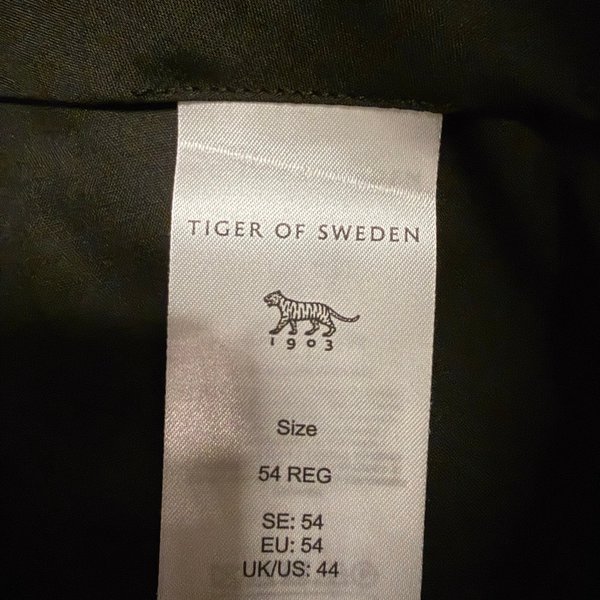 TIGER OF SWEDEN
1903
Size
54 REG
SE: 54
EU: 54
UK/US: 44